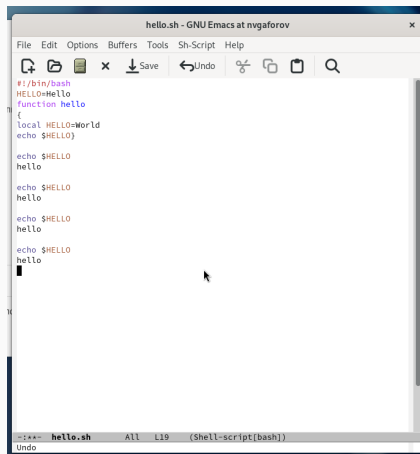 hello.sh - GNU Emacs at nvgaforov
File Edit Options Buffers Tools Sh-Script Help
Save Undo
#!/bin/bash
HELLO=Hello
function hello
{
local HELLO=World
echo $HELLO}
echo $HELLO
hello
echo $HELLO
hello
echo $HELLO
hello
echo $HELLO
hello
-:**- hello.sh All L19 (Shell-script[bash])
Undo